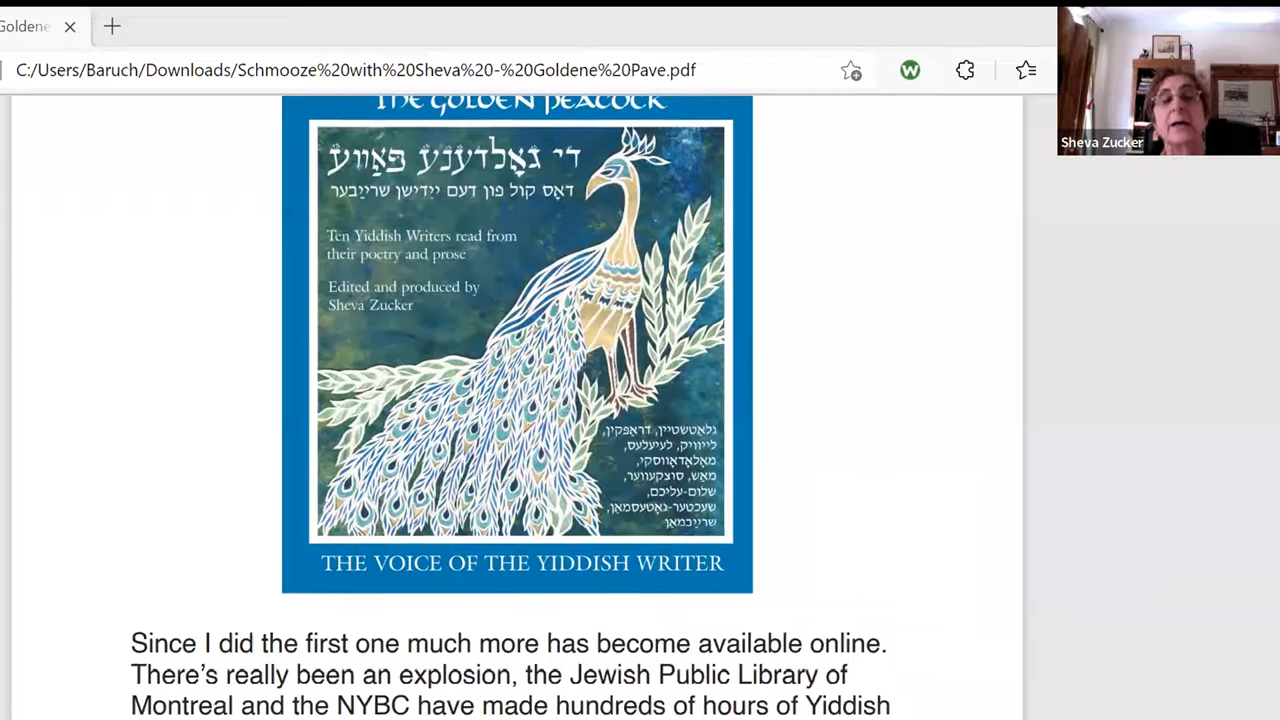 Goldene
C:/Users/Baruch/Downloads/Schmooze%20with%20Sheva%20-%20Goldene%20Pave.pdf
Sheva Zucker
THE GOLDEN PEACOCK
די גאָלדענע פּאַווע
דאָס קול פון דעם ייִדישן שרײַבער
Ten Yiddish Writers read from
their poetry and prose
Edited and produced by
Sheva Zucker
גלאַטשטיין, דראָפּקין,
לייוויק, לעיעלעס,
מאָלאָדאָווסקי,
מאַש, סוצקעווער,
שלום-עליכם,
שעכטער-גאָטעסמאַן,
שרײַבמאַן
THE VOICE OF THE YIDDISH WRITER
Since I did the first one much more has become available online.
There's really been an explosion, the Jewish Public Library of
Montreal and the NYBC have made hundreds of hours of Yiddish